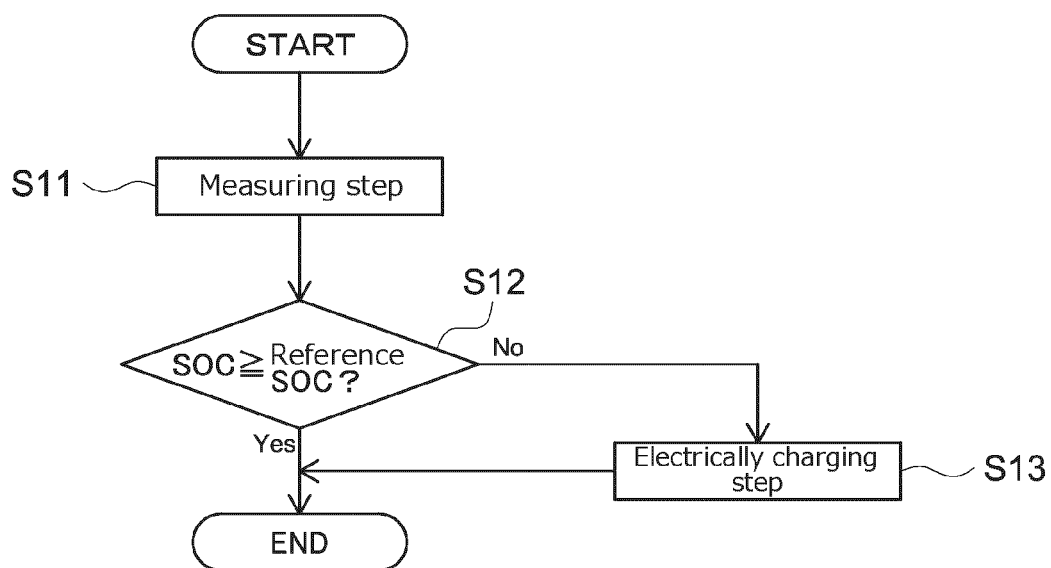 START
S11
Measuring step
S12
SOC≧Reference
SOC?
No
Yes
Electrically charging
step
S13
END